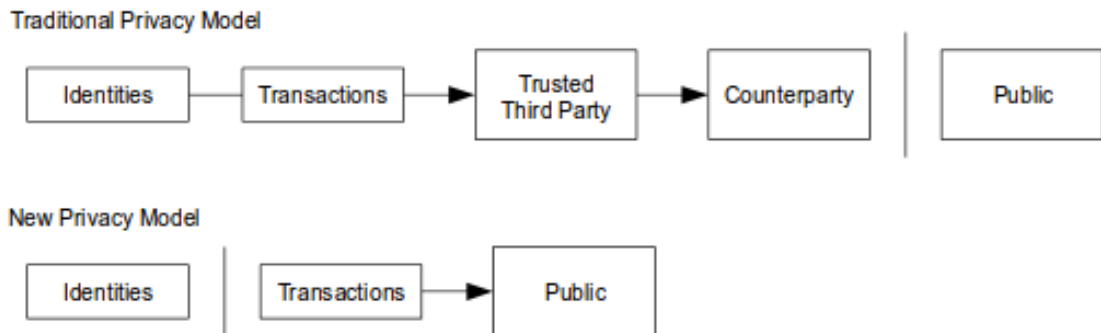 Traditional Privacy Model
Identities
Transactions
Trusted
Third Party
Counterparty
Public
New Privacy Model
Identities
Transactions
Public